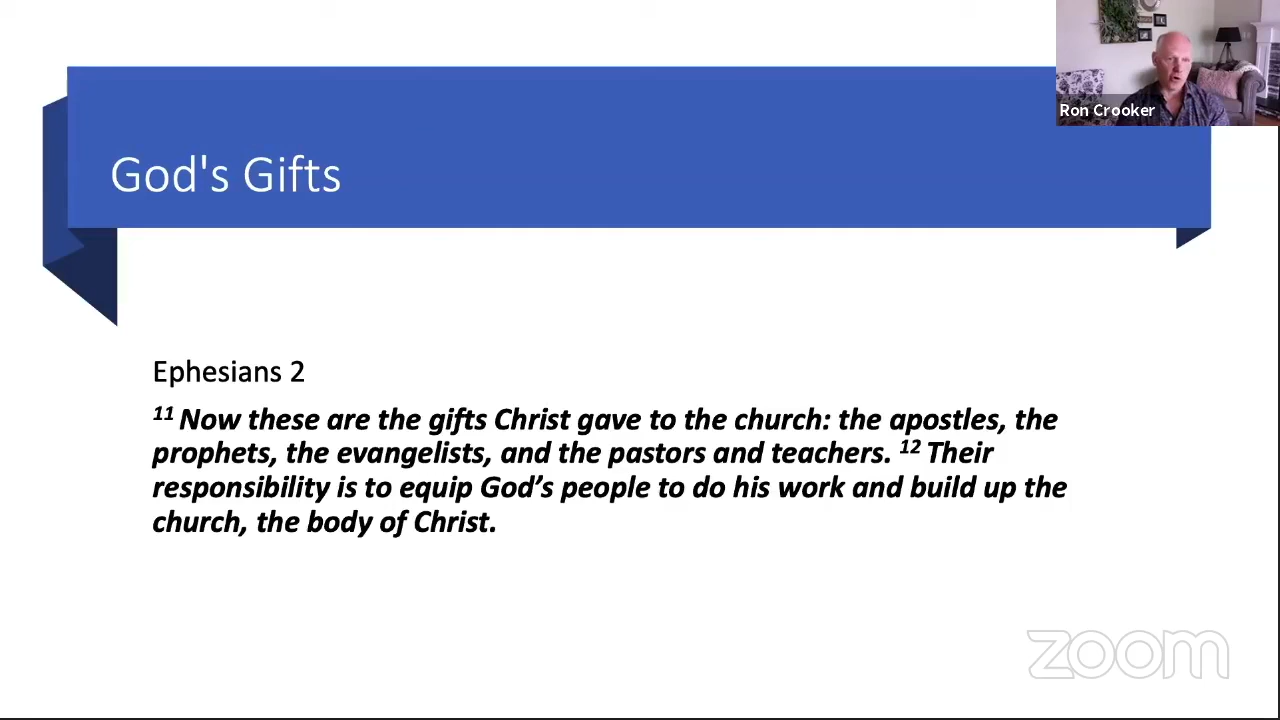 Ron Crooker
God's Gifts
Ephesians 2
11 Now these are the gifts Christ gave to the church: the apostles, the
prophets, the evangelists, and the pastors and teachers. 12 Their
responsibility is to equip God’s people to do his work and build up the
church, the body of Christ.
zoom